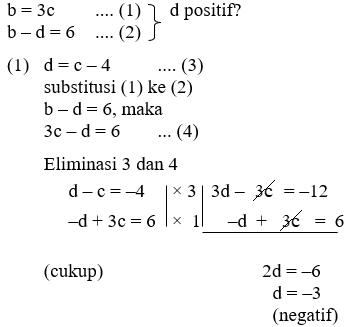 b = 3c .... (1) } d positif?
b – d = 6 .... (2)
(1) d = c – 4 .... (3)
substitusi (1) ke (2)
b – d = 6, maka
3c – d = 6 ... (4)
Eliminasi 3 dan 4
d – c = –4 | × 3 | 3d – 3c = –12
–d + 3c = 6 | × 1 | –d + 3c = 6
(cukup) 2d = –6
d = –3
(negatif)